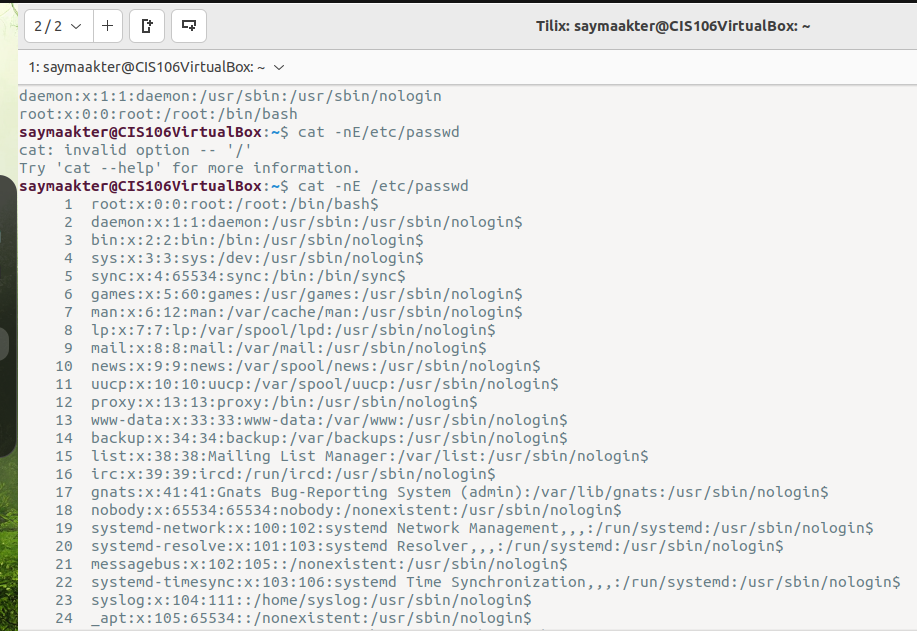 2 / 2
Tilix: saymaakter@CIS106VirtualBox: ~
1: saymaakter@CIS106VirtualBox: ~
daemon:x:1:1:daemon:/usr/sbin:/usr/sbin/nologin
root:x:0:0:root:/root:/bin/bash
saymaakter@CIS106VirtualBox:~$ cat -nE/etc/passwd
cat: invalid option -- '/'
Try 'cat --help' for more information.
saymaakter@CIS106VirtualBox:~$ cat -nE /etc/passwd
1 root:x:0:0:root:/root:/bin/bash$
2 daemon:x:1:1:daemon:/usr/sbin:/usr/sbin/nologin$
3 bin:x:2:2:bin:/bin:/usr/sbin/nologin$
4 sys:x:3:3:sys:/dev:/usr/sbin/nologin$
5 sync:x:4:65534:sync:/bin:/bin/sync$
6 games:x:5:60:games:/usr/games:/usr/sbin/nologin$
7 man:x:6:12:man:/var/cache/man:/usr/sbin/nologin$
8 lp:x:7:7:lp:/var/spool/lpd:/usr/sbin/nologin$
9 mail:x:8:8:mail:/var/mail:/usr/sbin/nologin$
10 news:x:9:9:news:/var/spool/news:/usr/sbin/nologin$
11 uucp:x:10:10:uucp:/var/spool/uucp:/usr/sbin/nologin$
12 proxy:x:13:13:proxy:/bin:/usr/sbin/nologin$
13 www-data:x:33:33:www-data:/var/www:/usr/sbin/nologin$
14 backup:x:34:34:backup:/var/backups:/usr/sbin/nologin$
15 list:x:38:38:Mailing List Manager:/var/list:/usr/sbin/nologin$
16 irc:x:39:39:ircd:/run/ircd:/usr/sbin/nologin$
17 gnats:x:41:41:Gnats Bug-Reporting System (admin):/var/lib/gnats:/usr/sbin/nologin$
18 nobody:x:65534:65534:nobody:/nonexistent:/usr/sbin/nologin$
19 systemd-network:x:100:102:systemd Network Management,,,:/run/systemd:/usr/sbin/nologin$
20 systemd-resolve:x:101:103:systemd Resolver,,,:/run/systemd:/usr/sbin/nologin$
21 messagebus:x:102:105::/nonexistent:/usr/sbin/nologin$
22 systemd-timesync:x:103:106:systemd Time Synchronization,,,:/run/systemd:/usr/sbin/nologin$
23 syslog:x:104:111::/home/syslog:/usr/sbin/nologin$
24 _apt:x:105:65534::/nonexistent:/usr/sbin/nologin$